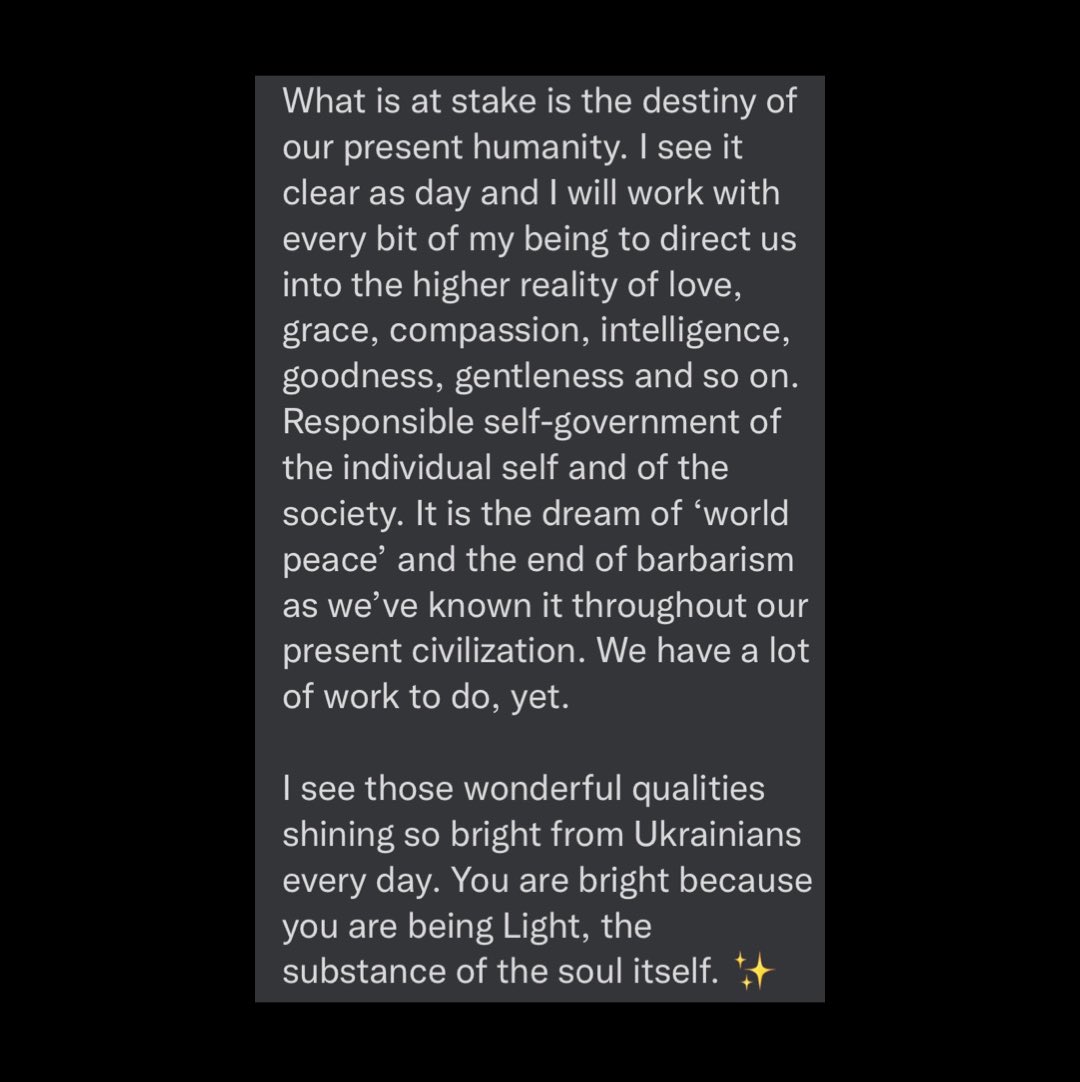 What is at stake is the destiny of
our present humanity. I see it
clear as day and I will work with
every bit of my being to direct us
into the higher reality of love,
grace, compassion, intelligence,
goodness, gentleness and so on.
Responsible self-government of
the individual self and of the
society. It is the dream of ‘world
peace’ and the end of barbarism
as we’ve known it throughout our
present civilization. We have a lot
of work to do, yet.
I see those wonderful qualities
shining so bright from Ukrainians
every day. You are bright because
you are being Light, the
substance of the soul itself. ✨